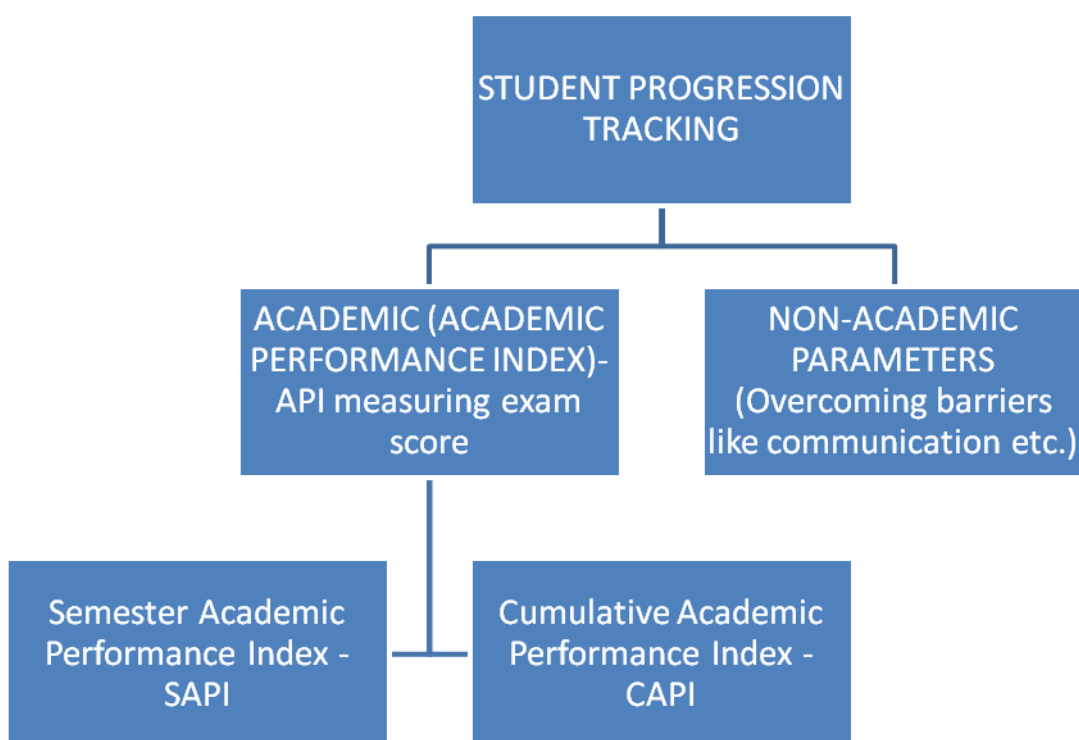 STUDENT PROGRESSION
TRACKING
ACADEMIC (ACADEMIC
PERFORMANCE INDEX)-
API measuring exam
score
NON-ACADEMIC
PARAMETERS
(Overcoming barriers
like communication etc.)
Semester Academic
Performance Index -
SAPI
Cumulative Academic
Performance Index -
CAPI